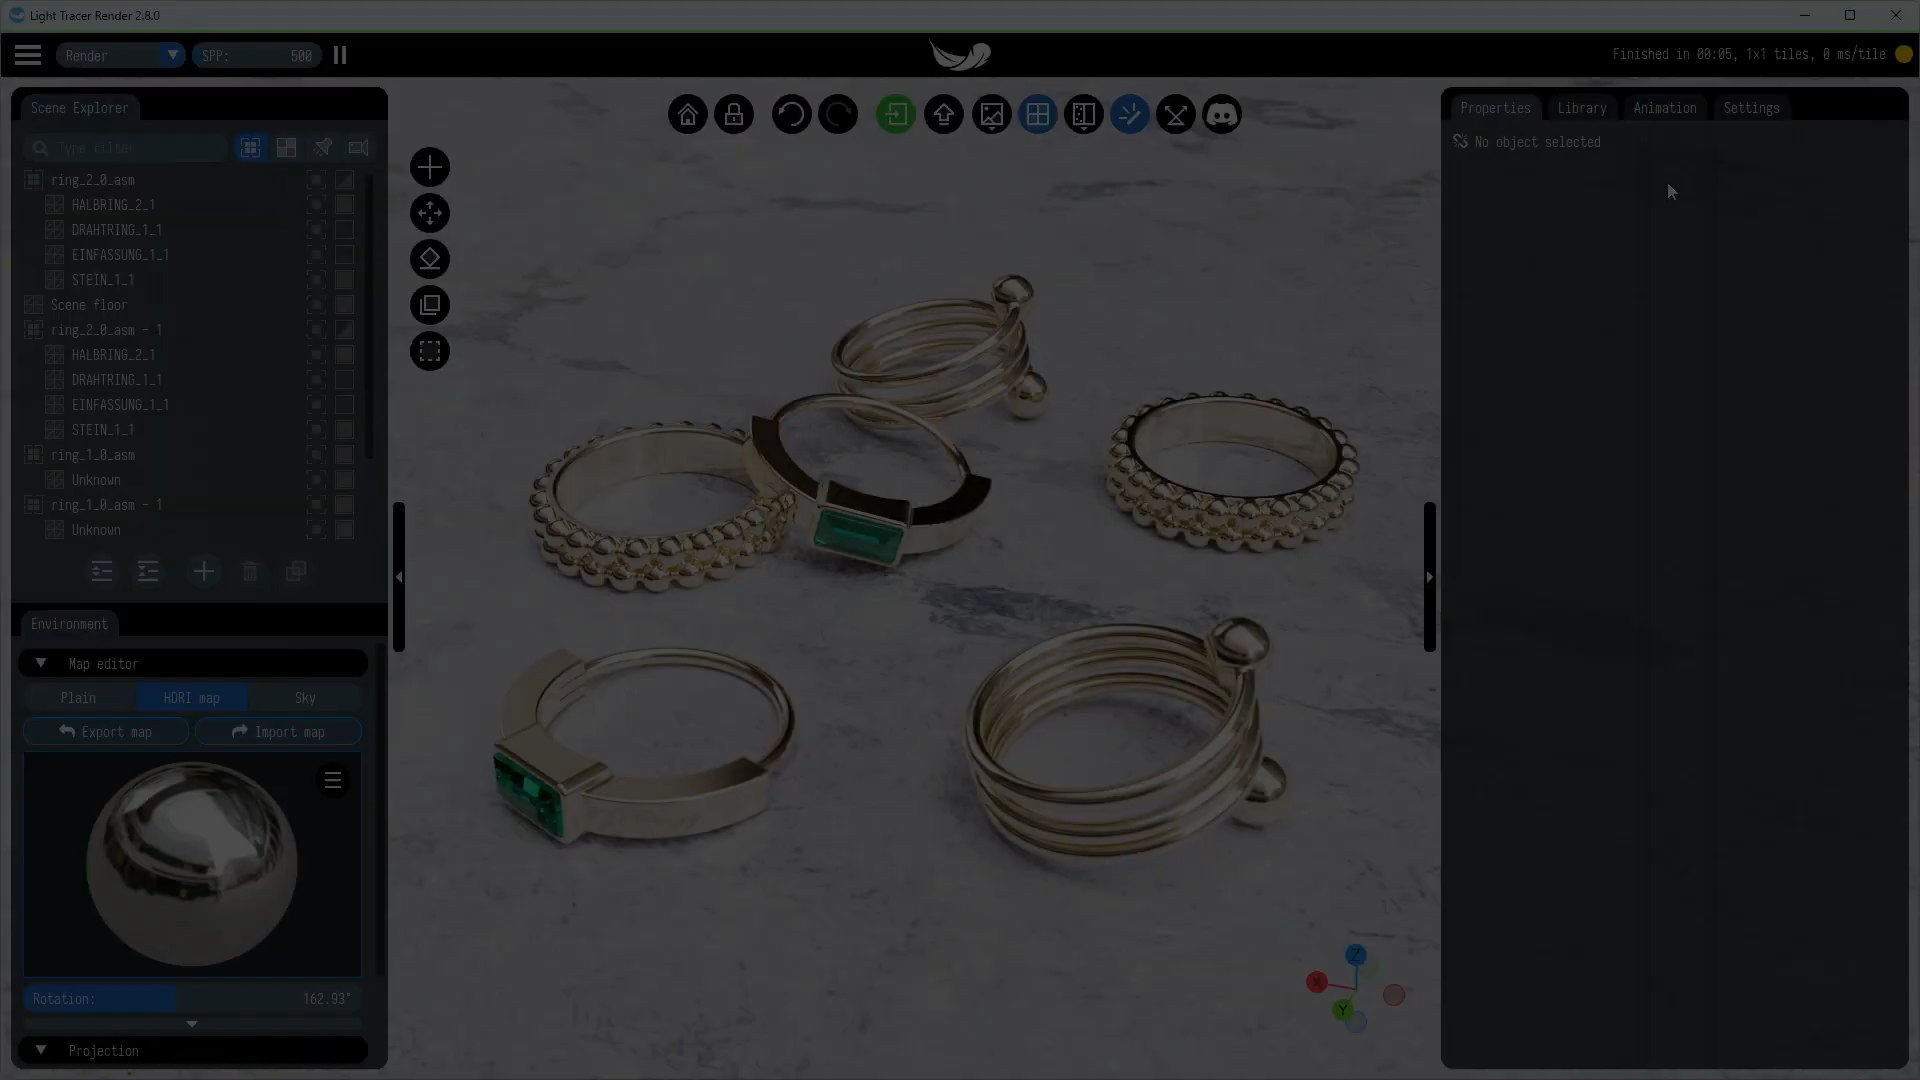 Light Tracer Render 2.8.0
Render
SPP: 500
Finished in 00:05, 1x1 tiles, 0 ms/tile
Scene Explorer
Type filter
ring_2_0_asm
HALBRING_2_1
DRAHTRING_1_1
EINFASSUNG_1_1
STEIN_1_1
Scene floor
ring_2_0_asm - 1
HALBRING_2_1
DRAHTRING_1_1
EINFASSUNG_1_1
STEIN_1_1
ring_1_0_asm
Unknown
ring_1_0_asm - 1
Unknown
Environment
Map editor
Plain HDRI map Sky
Export map Import map
Rotation: 162.93°
Projection
Properties Library Animation Settings
No object selected
Z
X
Y